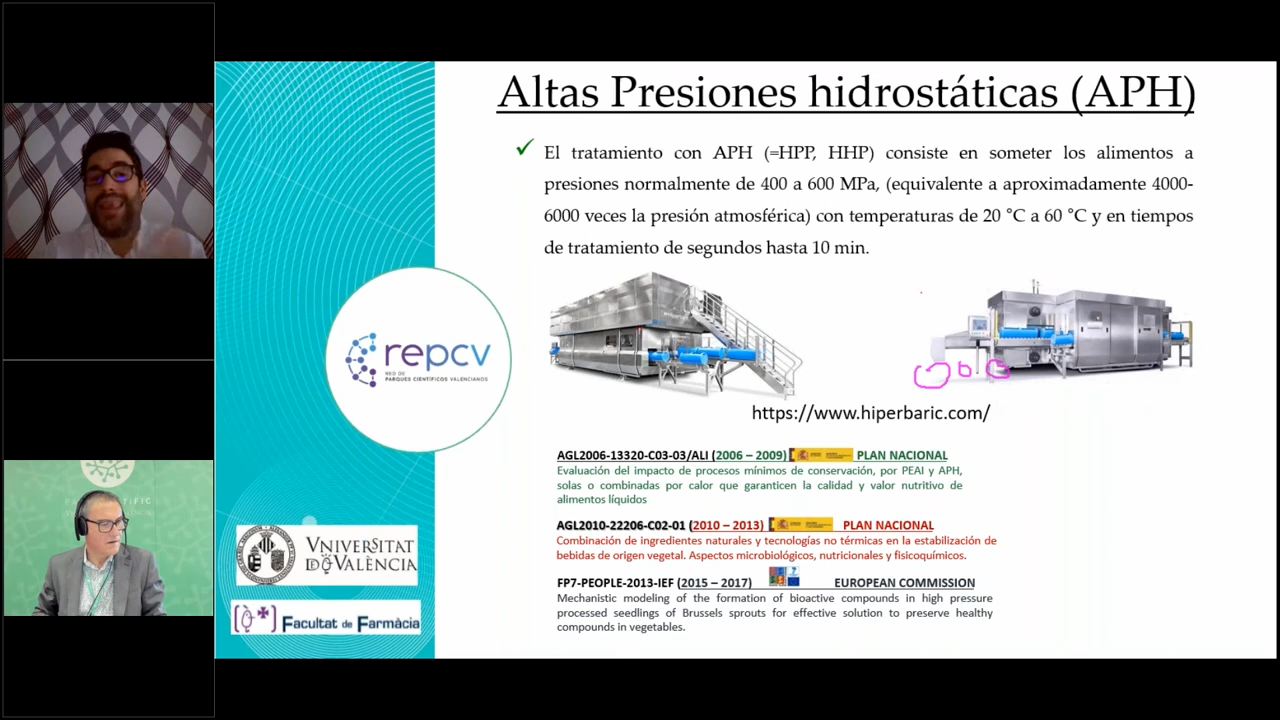 Altas Presiones hidrostáticas (APH)
El tratamiento con APH (=HPP, HHP) consiste en someter los alimentos a
presiones normalmente de 400 a 600 MPa, (equivalente a aproximadamente 4000-
6000 veces la presión atmosférica) con temperaturas de 20 °C a 60 °C y en tiempos
de tratamiento de segundos hasta 10 min.
repcv
RED DE
PARQUES CIENTÍFICOS VALENCIANOS
https://www.hiperbaric.com/
AGL2006-13320-C03-03/ALI (2006 – 2009) PLAN NACIONAL
Evaluación del impacto de procesos mínimos de conservación, por PEAI y APH,
solas o combinadas por calor que garanticen la calidad y valor nutritivo de
alimentos líquidos
AGL2010-22206-C02-01 (2010 – 2013) PLAN NACIONAL
Combinación de ingredientes naturales y tecnologías no térmicas en la estabilización de
bebidas de origen vegetal. Aspectos microbiológicos, nutricionales y fisicoquímicos.
FP7-PEOPLE-2013-IEF (2015 – 2017) EUROPEAN COMMISSION
Mechanistic modeling of the formation of bioactive compounds in high pressure
processed seedlings of Brussels sprouts for effective solution to preserve healthy
compounds in vegetables.
VNIVERSITAT
DE VALÈNCIA
Facultat de Farmàcia